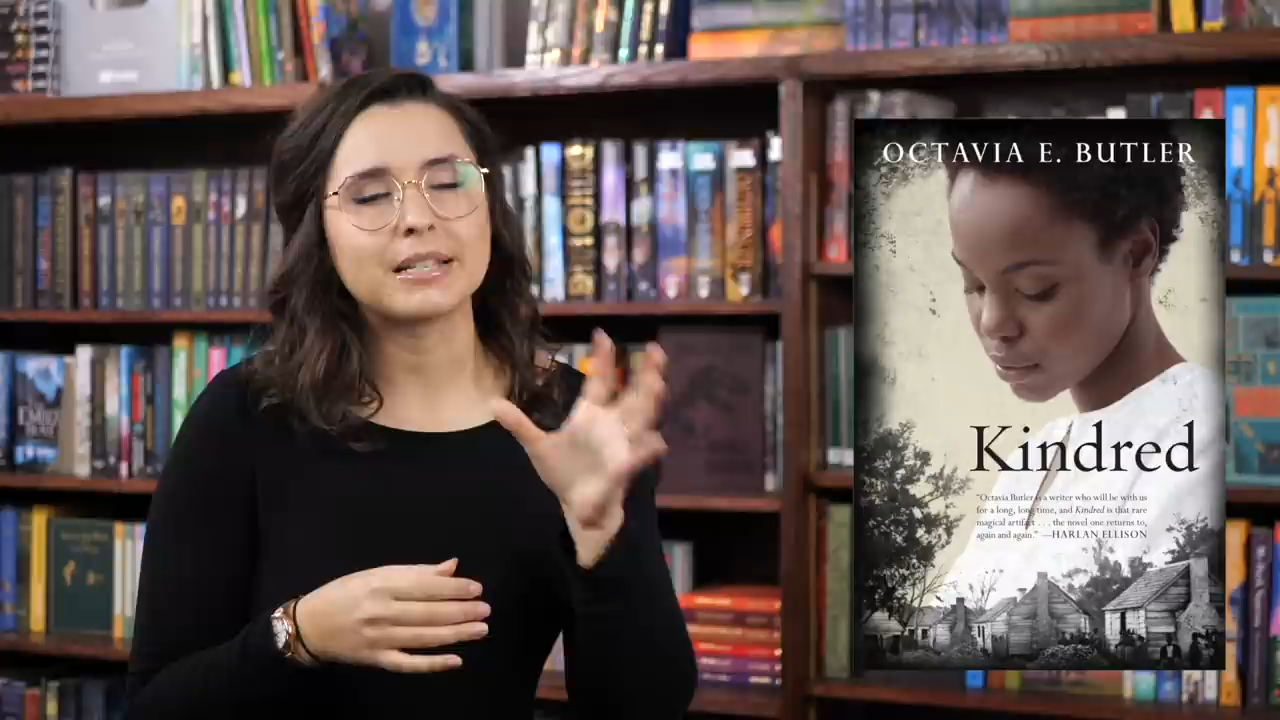 OCTAVIA E. BUTLER
Kindred
“Octavia Butler is a writer who will be with us
for a long, long time, and Kindred is that rare
magical artifact . . . the novel one returns to,
again and again.” —HARLAN ELLISON